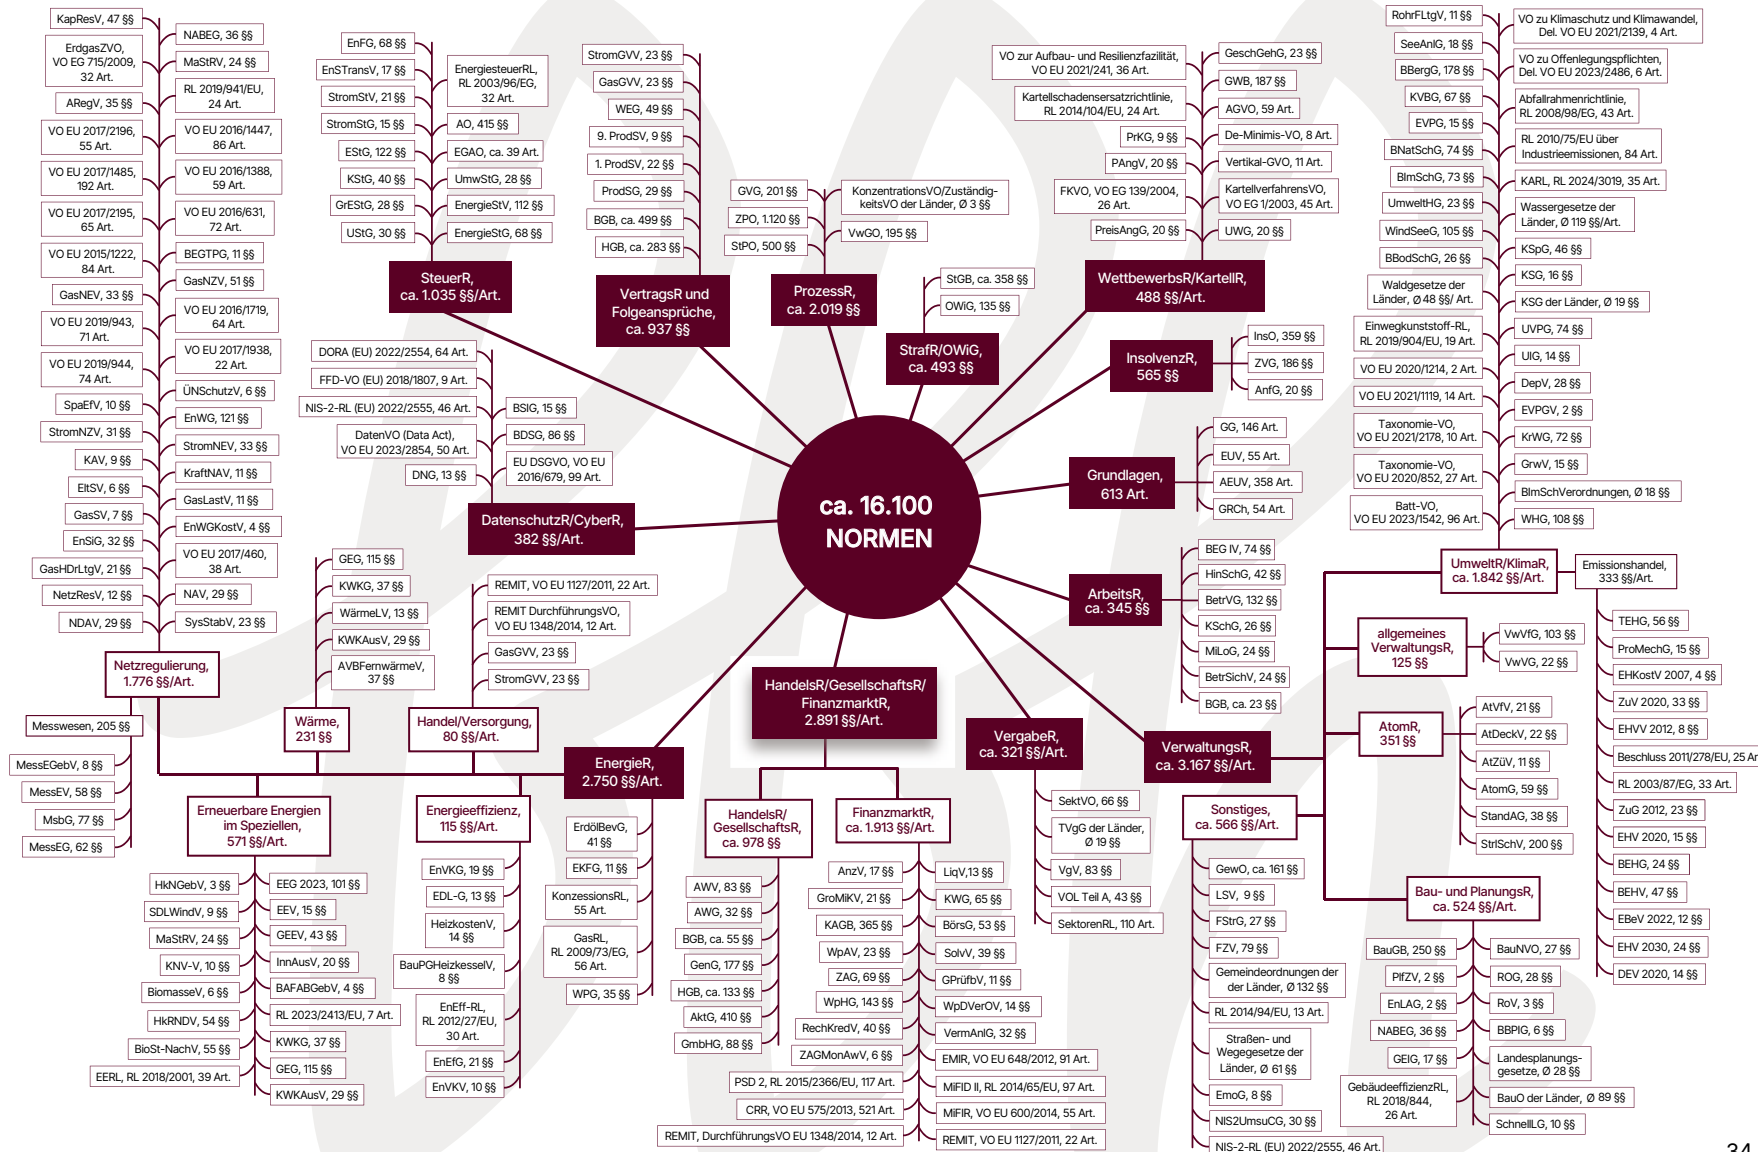 KapResV, 47 §§
ErdgasZVO,
VO EG 715/2009,
32 Art.
ARegV, 35 §§
VO EU 2017/2196,
55 Art.
VO EU 2017/1485,
192 Art.
VO EU 2017/2195,
65 Art.
VO EU 2015/1222,
84 Art.
GasNEV, 33 §§
VO EU 2019/943,
71 Art.
VO EU 2019/944,
74 Art.
SpaEfV, 10 §§
StromNZV, 31 §§
KAV, 9 §§
EltSV, 6 §§
GasSV, 7 §§
EnSiG, 32 §§
GasHDrLtgV, 21 §§
NetzResV, 12 §§
NDAV, 29 §§
NABEG, 36 §§
MaStRV, 24 §§
RL 2019/941/EU,
24 Art.
VO EU 2016/1447,
86 Art.
VO EU 2016/1388,
59 Art.
VO EU 2016/631,
72 Art.
BEGTPG, 11 §§
GasNZV, 51 §§
VO EU 2016/1719,
64 Art.
VO EU 2017/1938,
22 Art.
ÜNSchutzV, 6 §§
EnWG, 121 §§
StromNEV, 33 §§
KraftNAV, 11 §§
GasLastV, 11 §§
EnWGKostV, 4 §§
VO EU 2017/460,
38 Art.
NAV, 29 §§
SysStabV, 23 §§
Netzregulierung,
1.776 §§/Art.
Messwesen, 205 §§
MessEGebV, 8 §§
MessEV, 58 §§
MsbG, 77 §§
MessEG, 62 §§
EnFG, 68 §§
EnSTransV, 17 §§
StromStV, 21 §§
StromStG, 15 §§
EStG, 122 §§
KStG, 40 §§
GrEStG, 28 §§
UStG, 30 §§
EnergiesteuerRL,
RL 2003/96/EG,
32 Art.
AO, 415 §§
EGAO, ca. 39 Art.
UmwStG, 28 §§
EnergieStV, 112 §§
EnergieStG, 68 §§
SteuerR,
ca. 1.035 §§/Art.
StromGVV, 23 §§
GasGVV, 23 §§
WEG, 49 §§
9. ProdSV, 9 §§
1. ProdSV, 22 §§
ProdSG, 29 §§
BGB, ca. 499 §§
HGB, ca. 283 §§
VertragsR und
Folgeansprüche,
ca. 937 §§
GVG, 201 §§
ZPO, 1.120 §§
StPO, 500 §§
KonzentrationsVO/Zuständig-
keitsVO der Länder, Ø 3 §§
VwGO, 195 §§
ProzessR,
ca. 2.019 §§
StGB, ca. 358 §§
OWiG, 135 §§
StrafR/OWiG,
ca. 493 §§
VO zur Aufbau- und Resilienzfazilität,
VO EU 2021/241, 36 Art.
Kartellschadensersatzrichtlinie,
RL 2014/104/EU, 24 Art.
PrKG, 9 §§
PAngV, 20 §§
FKVO, VO EG 139/2004,
26 Art.
PreisAngG, 20 §§
GeschGehG, 23 §§
GWB, 187 §§
AGVO, 59 Art.
De-Minimis-VO, 8 Art.
Vertikal-GVO, 11 Art.
KartellverfahrensVO,
VO EG 1/2003, 45 Art.
UWG, 20 §§
WettbewerbsR/KartellR,
488 §§/Art.
InsolvenzR,
565 §§
InsO, 359 §§
ZVG, 186 §§
AnfG, 20 §§
Grundlagen,
613 Art.
GG, 146 Art.
EUV, 55 Art.
AEUV, 358 Art.
GRCh, 54 Art.
ArbeitsR,
ca. 345 §§
BEG IV, 74 §§
HinSchG, 42 §§
BetrVG, 132 §§
KSchG, 26 §§
MiLoG, 24 §§
BetrSichV, 24 §§
BGB, ca. 23 §§
DORA (EU) 2022/2554, 64 Art.
FFD-VO (EU) 2018/1807, 9 Art.
NIS-2-RL (EU) 2022/2555, 46 Art.
DatenVO (Data Act),
VO EU 2023/2854, 50 Art.
DNG, 13 §§
BSIG, 15 §§
BDSG, 86 §§
EU DSGVO, VO EU
2016/679, 99 Art.
DatenschutzR/CyberR,
382 §§/Art.
ca. 16.100
NORMEN
GEG, 115 §§
KWKG, 37 §§
WärmeLV, 13 §§
KWKAusV, 29 §§
AVBFernwärmeV,
37 §§
Wärme,
231 §§
REMIT, VO EU 1127/2011, 22 Art.
REMIT DurchführungsVO,
VO EU 1348/2014, 12 Art.
GasGVV, 23 §§
StromGVV, 23 §§
Handel/Versorgung,
80 §§/Art.
EnergieR,
2.750 §§/Art.
ErdölBevG,
41 §§
EKFG, 11 §§
KonzessionsRL,
55 Art.
GasRL,
RL 2009/73/EG,
56 Art.
WPG, 35 §§
Erneuerbare Energien
im Speziellen,
571 §§/Art.
HkNGebV, 3 §§
SDLWindV, 9 §§
MaStRV, 24 §§
KNV-V, 10 §§
BiomasseV, 6 §§
HkRNDV, 54 §§
BioSt-NachV, 55 §§
EERL, RL 2018/2001, 39 Art.
EEG 2023, 101 §§
EEV, 15 §§
GEEV, 43 §§
InnAusV, 20 §§
BAFABGebV, 4 §§
RL 2023/2413/EU, 7 Art.
KWKG, 37 §§
GEG, 115 §§
KWKAusV, 29 §§
Energieeffizienz,
115 §§/Art.
EnVKG, 19 §§
EDL-G, 13 §§
HeizkostenV,
14 §§
BauPGHeizkesselV,
8 §§
EnEff-RL,
RL 2012/27/EU,
30 Art.
EnEfG, 21 §§
EnVKV, 10 §§
HandelsR/GesellschaftsR/
FinanzmarktR,
2.891 §§/Art.
HandelsR/
GesellschaftsR,
ca. 978 §§
AWV, 83 §§
AWG, 32 §§
BGB, ca. 55 §§
GenG, 177 §§
HGB, ca. 133 §§
AktG, 410 §§
GmbHG, 88 §§
FinanzmarktR,
ca. 1.913 §§/Art.
AnzV, 17 §§
GroMiKV, 21 §§
KAGB, 365 §§
WpAV, 23 §§
ZAG, 69 §§
WpHG, 143 §§
RechKredV, 40 §§
ZAGMonAwV, 6 §§
PSD 2, RL 2015/2366/EU, 117 Art.
CRR, VO EU 575/2013, 521 Art.
REMIT, DurchführungsVO EU 1348/2014, 12 Art.
LiqV,13 §§
KWG, 65 §§
BörsG, 53 §§
SolvV, 39 §§
GPrüfbV, 11 §§
WpDVerOV, 14 §§
VermAnlG, 32 §§
EMIR, VO EU 648/2012, 91 Art.
MiFID II, RL 2014/65/EU, 97 Art.
MiFIR, VO EU 600/2014, 55 Art.
REMIT, VO EU 1127/2011, 22 Art.
VergabeR,
ca. 321 §§/Art.
SektVO, 66 §§
TVgG der Länder,
Ø 19 §§
VgV, 83 §§
VOL Teil A, 43 §§
SektorenRL, 110 Art.
VerwaltungsR,
ca. 3.167 §§/Art.
Sonstiges,
ca. 566 §§/Art.
GewO, ca. 161 §§
LSV, 9 §§
FStrG, 27 §§
FZV, 79 §§
Gemeindeordnungen der
der Länder, Ø 132 §§
RL 2014/94/EU, 13 Art.
Straßen- und
Wegegesetze der
Länder, Ø 61 §§
EmoG, 8 §§
NIS2UmsuCG, 30 §§
NIS-2-RL (EU) 2022/2555, 46 Art.
RohrFLtgV, 11 §§
SeeAnlG, 18 §§
BBergG, 178 §§
KVBG, 67 §§
EVPG, 15 §§
BNatSchG, 74 §§
BImSchG, 73 §§
UmweltHG, 23 §§
WindSeeG, 105 §§
BBodSchG, 26 §§
Waldgesetze der
Länder, Ø 48 §§/ Art.
Einwegkunststoff-RL,
RL 2019/904/EU, 19 Art.
VO EU 2020/1214, 2 Art.
VO EU 2021/1119, 14 Art.
Taxonomie-VO,
VO EU 2021/2178, 10 Art.
Taxonomie-VO,
VO EU 2020/852, 27 Art.
Batt-VO,
VO EU 2023/1542, 96 Art.
VO zu Klimaschutz und Klimawandel,
Del. VO EU 2021/2139, 4 Art.
VO zu Offenlegungspflichten,
Del. VO EU 2023/2486, 6 Art.
Abfallrahmenrichtlinie,
RL 2008/98/EG, 43 Art.
RL 2010/75/EU über
Industrieemissionen, 84 Art.
KARL, RL 2024/3019, 35 Art.
Wassergesetze der
Länder, Ø 119 §§/Art.
KSpG, 46 §§
KSG, 16 §§
KSG der Länder, Ø 19 §§
UVPG, 74 §§
UIG, 14 §§
DepV, 28 §§
EVPGV, 2 §§
KrWG, 72 §§
GrwV, 15 §§
BImSchVerordnungen, Ø 18 §§
WHG, 108 §§
UmweltR/KlimaR,
ca. 1.842 §§/Art.
Emissionshandel,
333 §§/Art.
TEHG, 56 §§
ProMechG, 15 §§
EHKostV 2007, 4 §§
ZuV 2020, 33 §§
EHVV 2012, 8 §§
Beschluss 2011/278/EU, 25 Ar
RL 2003/87/EG, 33 Art.
ZuG 2012, 23 §§
EHV 2020, 15 §§
BEHG, 24 §§
BEHV, 47 §§
EBeV 2022, 12 §§
EHV 2030, 24 §§
DEV 2020, 14 §§
allgemeines
VerwaltungsR,
125 §§
VwVfG, 103 §§
VwVG, 22 §§
AtomR,
351 §§
AtVfV, 21 §§
AtDeckV, 22 §§
AtZüV, 11 §§
AtomG, 59 §§
StandAG, 38 §§
StrlSchV, 200 §§
Bau- und PlanungsR,
ca. 524 §§/Art.
BauGB, 250 §§
PlfZV, 2 §§
EnLAG, 2 §§
NABEG, 36 §§
GEIG, 17 §§
GebäudeeffizienzRL,
RL 2018/844,
26 Art.
BauNVO, 27 §§
ROG, 28 §§
RoV, 3 §§
BBPlG, 6 §§
Landesplanungs-
gesetze, Ø 28 §§
BauO der Länder, Ø 89 §§
SchnellLG, 10 §§
34